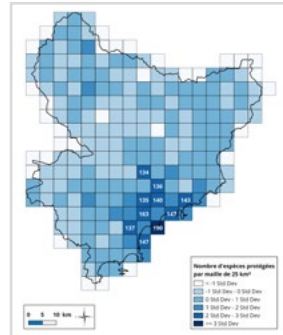 134
136
135 140 143
163 147
137 190
147
Nombre d'espèces protégées
par maille de 25 km²
< -1 Std Dev
-1 Std Dev - 0 Std Dev
0 Std Dev - 1 Std Dev
1 Std Dev - 2 Std Dev
2 Std Dev - 3 Std Dev
>= 3 Std Dev
0 5 10 km